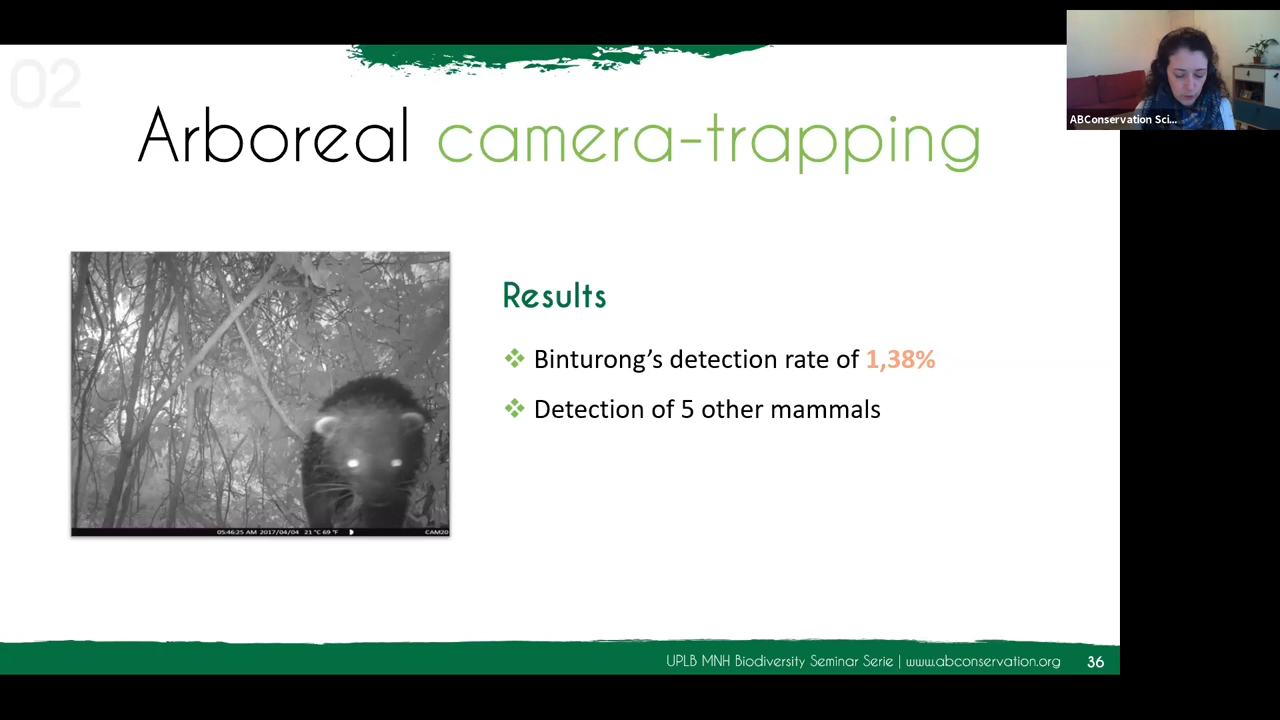 02
ABConservation Sci...
Arboreal camera-trapping
Results
❖ Binturong’s detection rate of 1,38%
❖ Detection of 5 other mammals
05:46:25 AM 2017/04/04 21 °C 69 °F CAM20
UPLB MNH Biodiversity Seminar Serie | www.abconservation.org 36